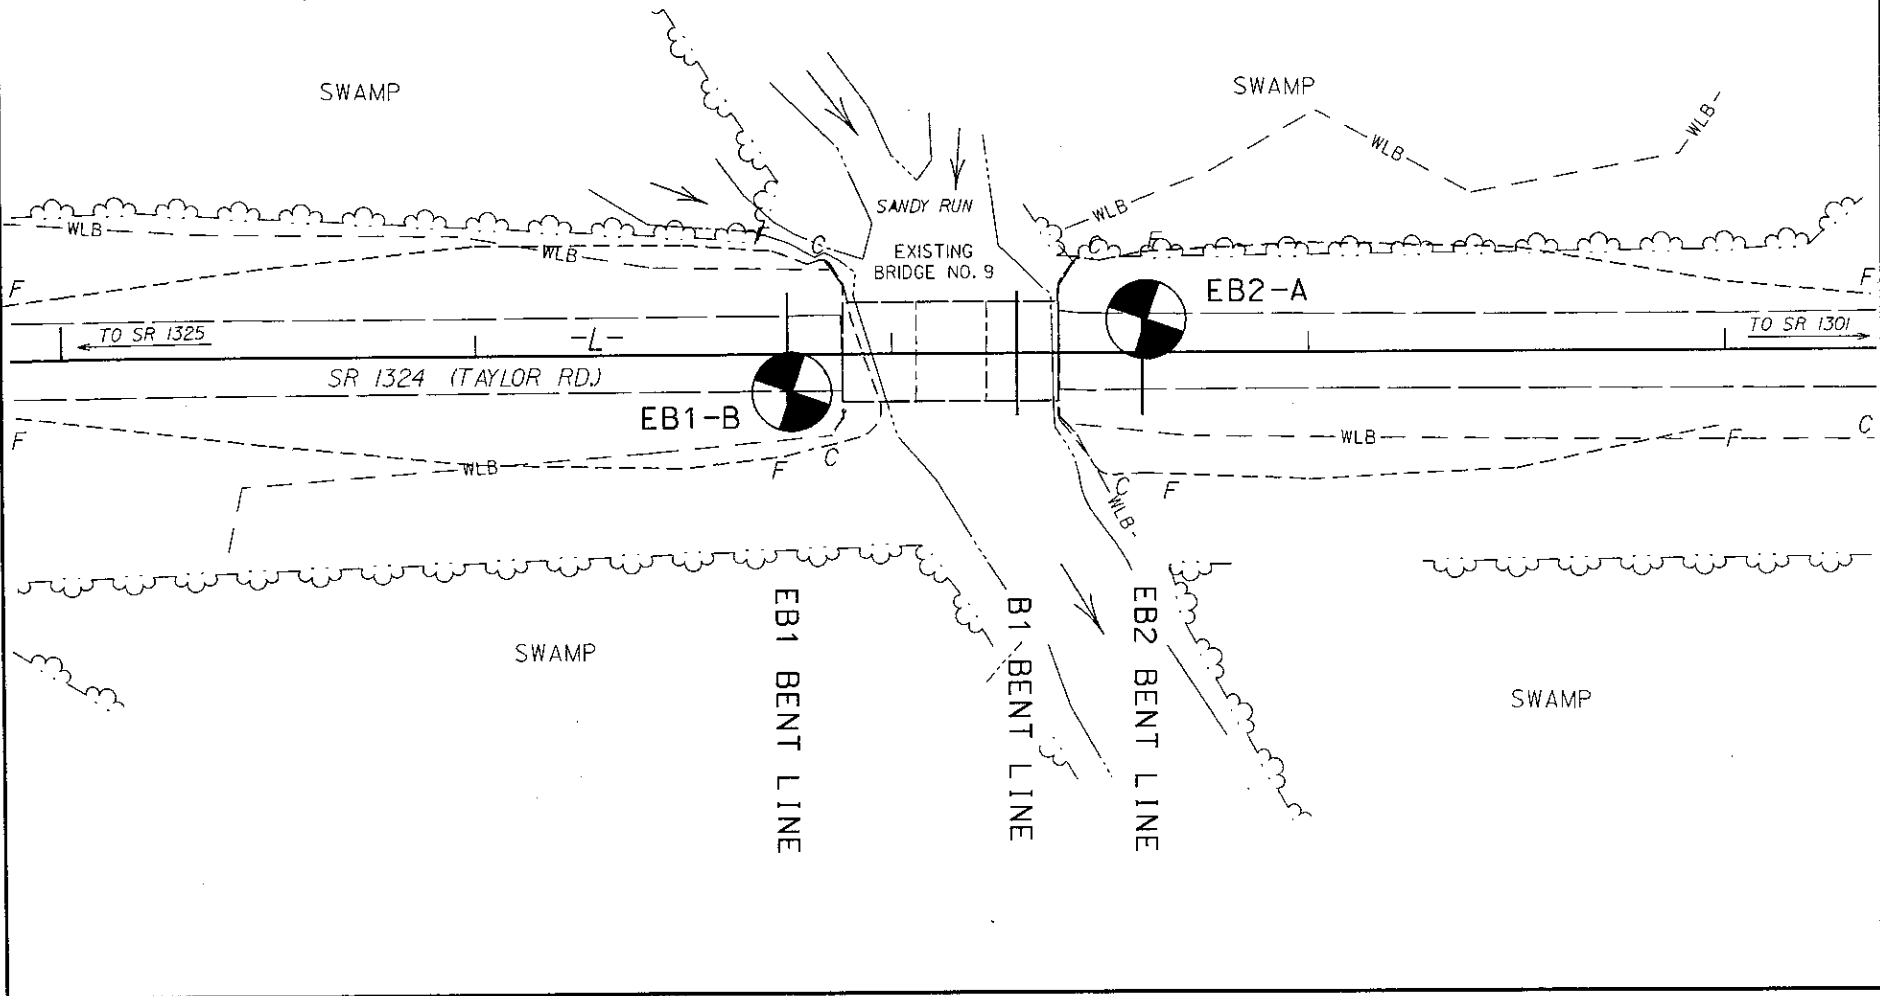 SWAMP
SWAMP
WLB
WLB
WLB
SANDY RUN
WLB
WLB
C
C
F
EXISTING
BRIDGE NO. 9
WLB
F
F
EB2-A
TO SR 1325
-L-
TO SR 1301
SR 1324 (TAYLOR RD.)
EB1-B
F
WLB
F
C
WLB
F
C
C
F
WLB
EB1 BENT LINE
B1 BENT LINE
EB2 BENT LINE
SWAMP
SWAMP